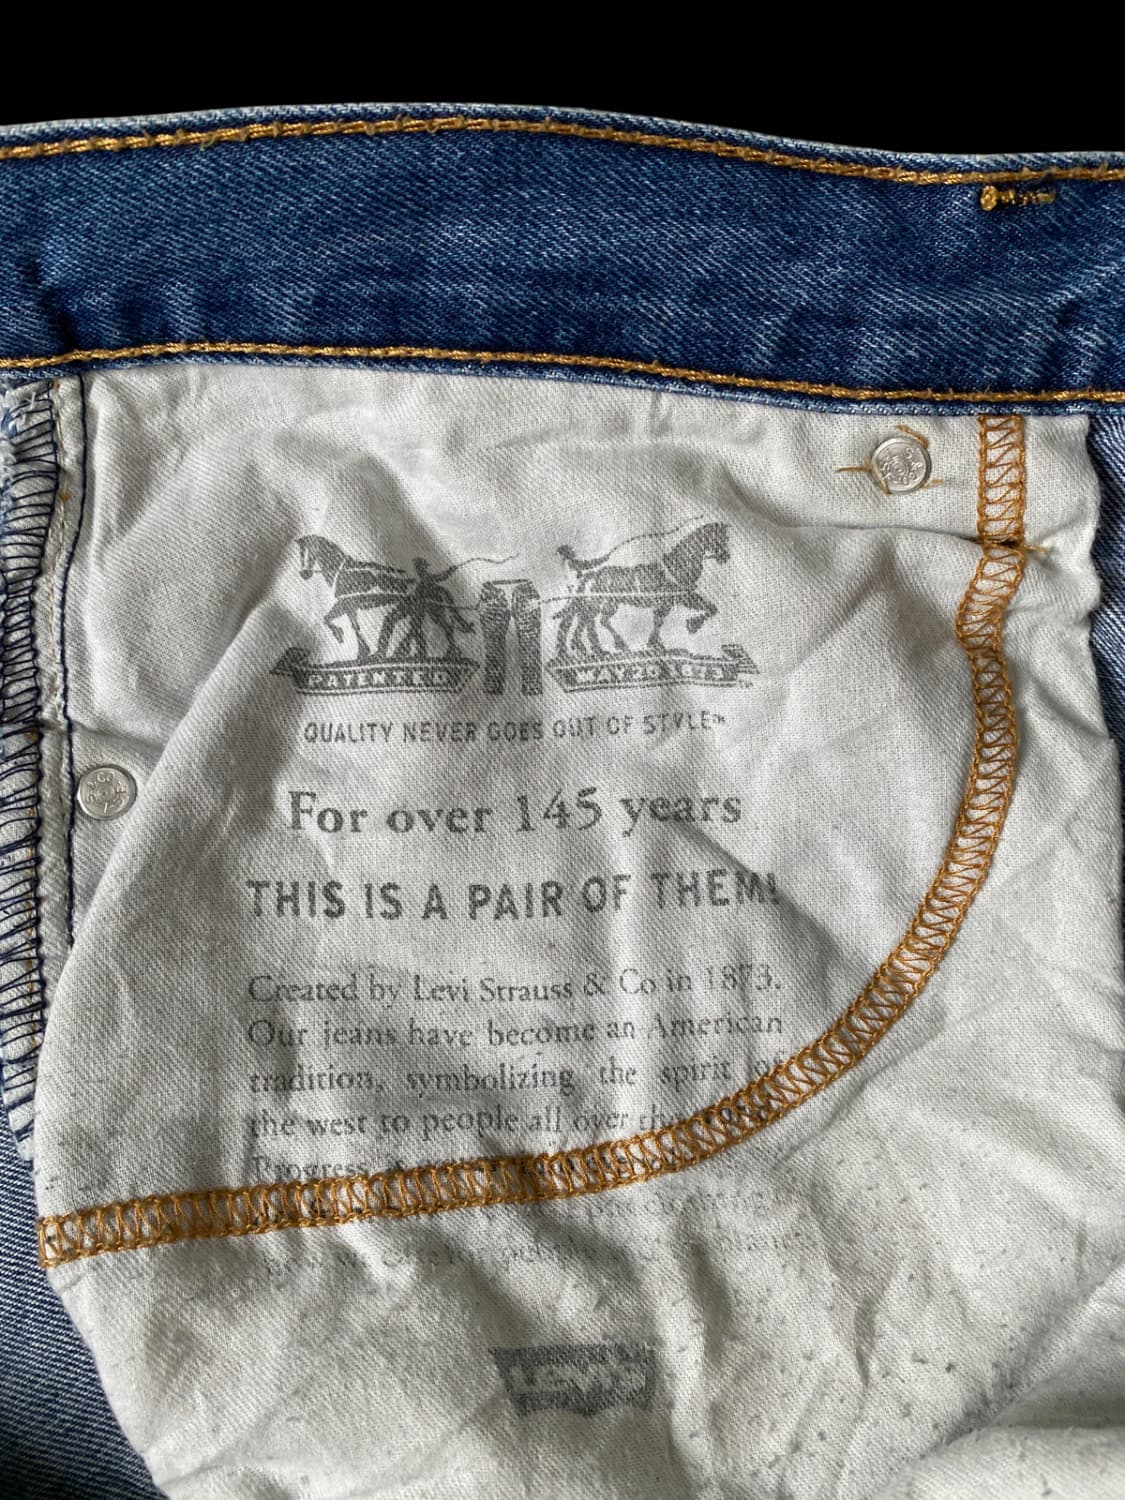 PATENTED
MAY 20 1873
QUALITY NEVER GOES OUT OF STYLE™
For over 145 years
THIS IS A PAIR OF THEM!
Created by Levi Strauss & Co in 1873.
Our jeans have become an American
tradition, symbolizing the spirit of
the west to people all over the
Progress
Levi's